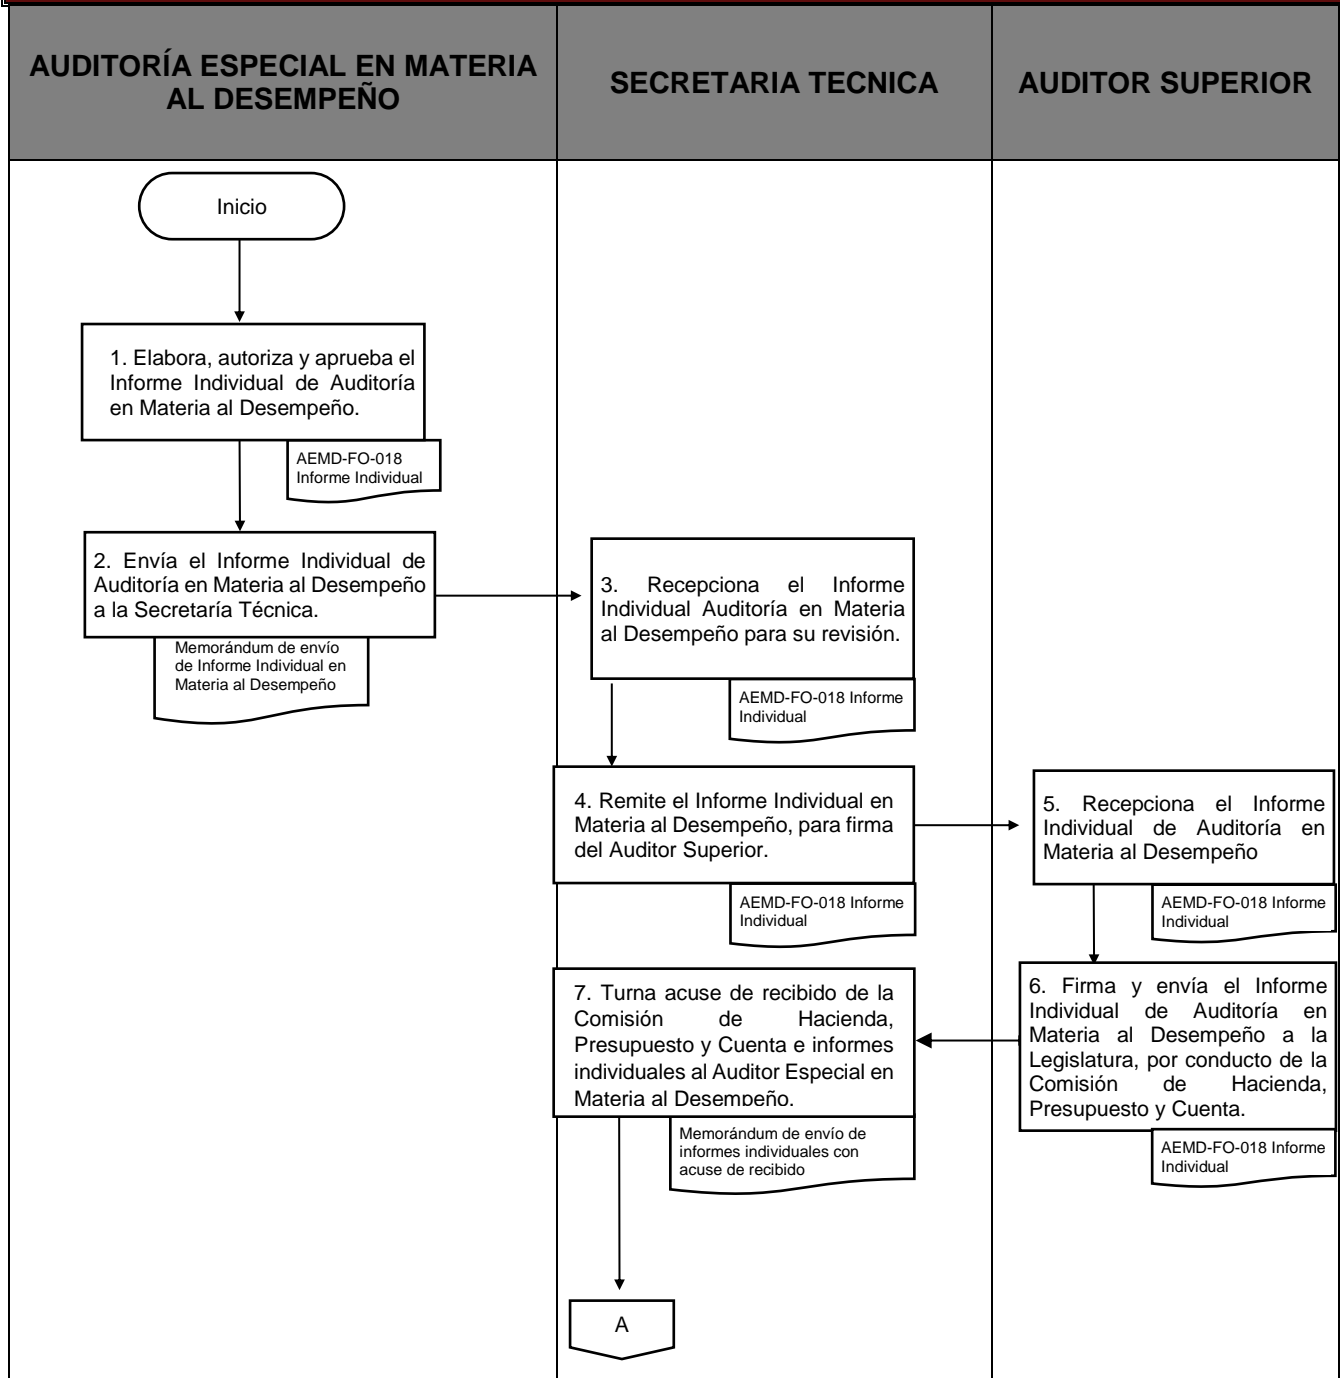 AUDITORÍA ESPECIAL EN MATERIA
AL DESEMPEÑO
SECRETARIA TECNICA
AUDITOR SUPERIOR
Inicio
1. Elabora, autoriza y aprueba el
Informe Individual de Auditoría
en Materia al Desempeño.
AEMD-FO-018
Informe Individual
2. Envía el Informe Individual de
Auditoría en Materia al Desempeño
a la Secretaría Técnica.
Memorándum de envío
de Informe Individual en
Materia al Desempeño
3. Recepciona el Informe
Individual Auditoría en Materia
al Desempeño para su revisión.
AEMD-FO-018 Informe
Individual
4. Remite el Informe Individual en
Materia al Desempeño, para firma
del Auditor Superior.
AEMD-FO-018 Informe
Individual
5. Recepciona el Informe
Individual de Auditoría en
Materia al Desempeño
AEMD-FO-018 Informe
Individual
6. Firma y envía el Informe
Individual de Auditoría en
Materia al Desempeño a la
Legislatura, por conducto de la
Comisión de Hacienda,
Presupuesto y Cuenta.
AEMD-FO-018 Informe
Individual
7. Turna acuse de recibido de la
Comisión de Hacienda,
Presupuesto y Cuenta e informes
individuales al Auditor Especial en
Materia al Desempeño.
Memorándum de envío de
informes individuales con
acuse de recibido
A